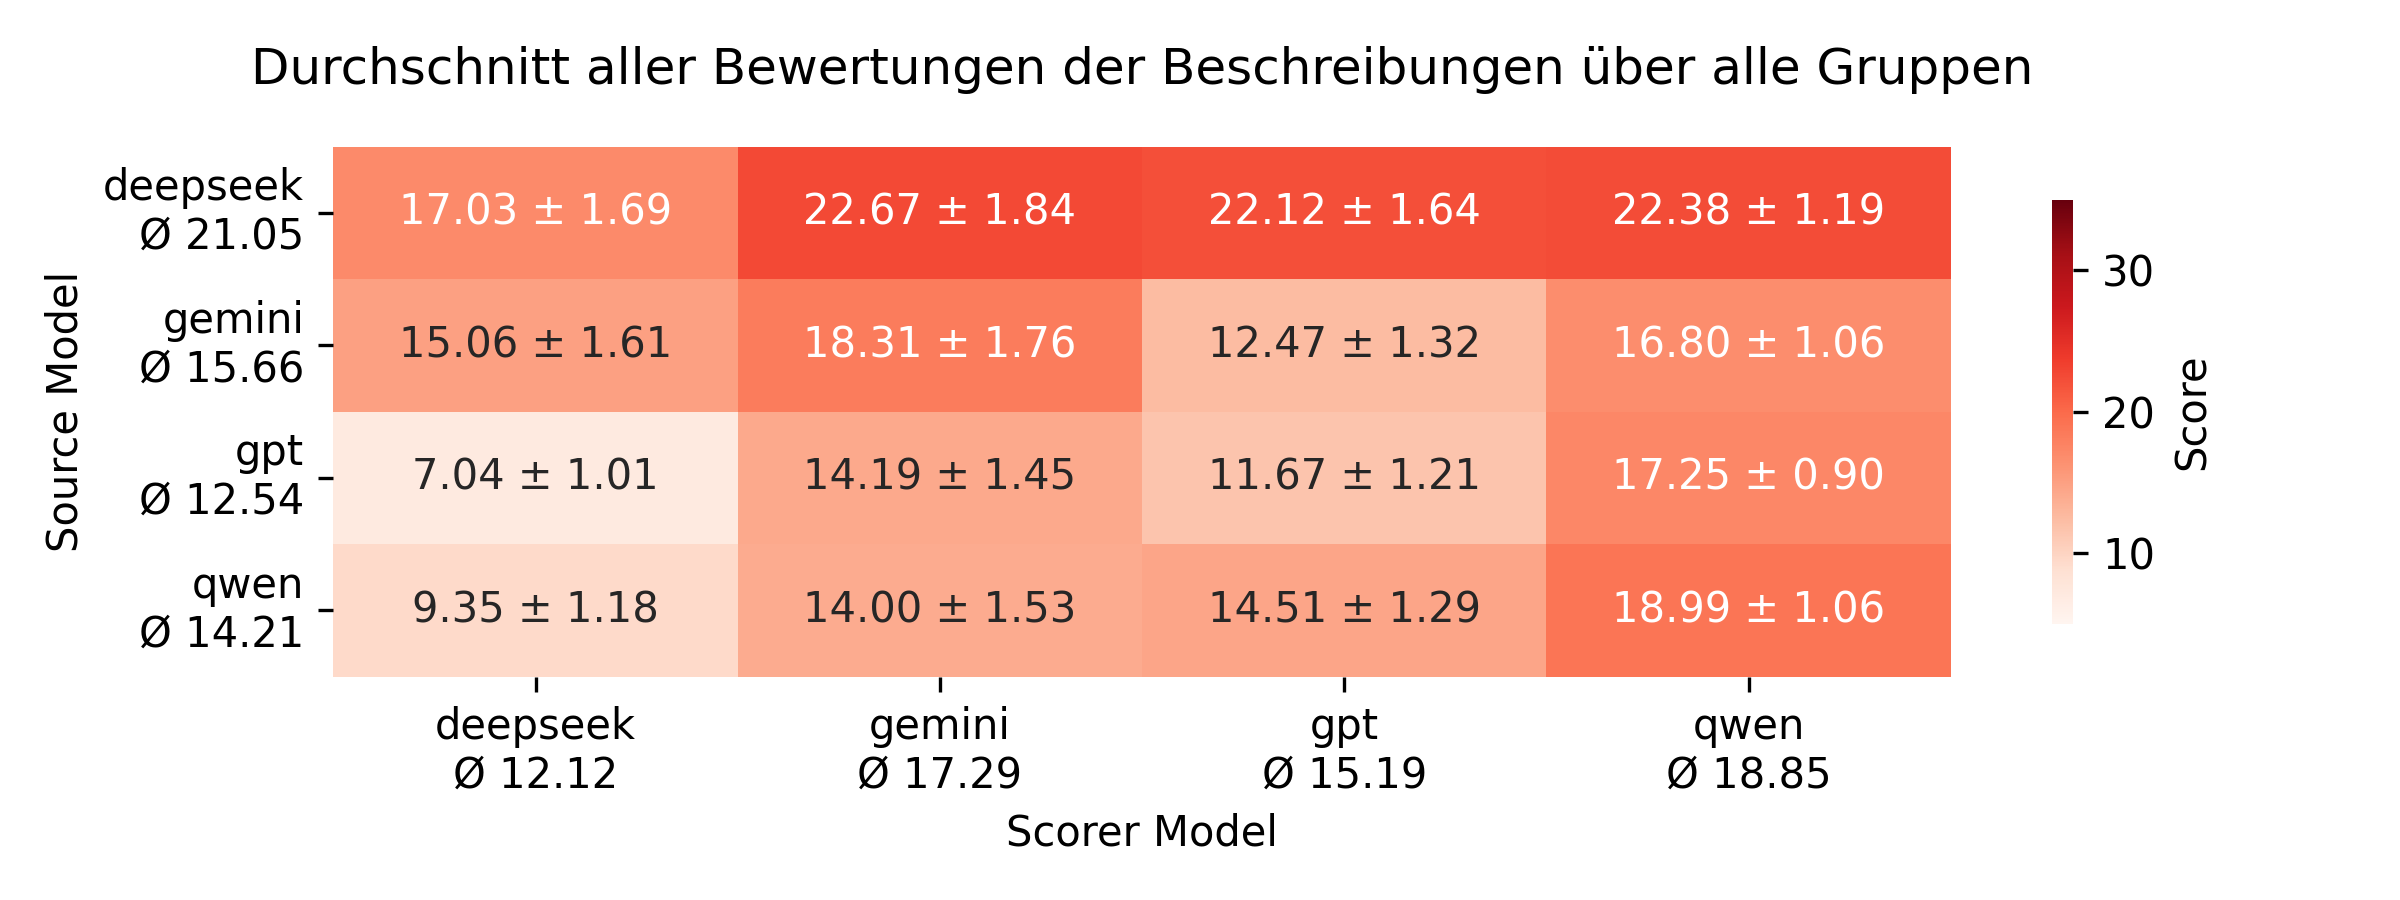 Durchschnitt aller Bewertungen der Beschreibungen über alle Gruppen
Source Model
deepseek
Ø 21.05
17.03 ± 1.69
22.67 ± 1.84
22.12 ± 1.64
22.38 ± 1.19
gemini
Ø 15.66
15.06 ± 1.61
18.31 ± 1.76
12.47 ± 1.32
16.80 ± 1.06
gpt
Ø 12.54
7.04 ± 1.01
14.19 ± 1.45
11.67 ± 1.21
17.25 ± 0.90
qwen
Ø 14.21
9.35 ± 1.18
14.00 ± 1.53
14.51 ± 1.29
18.99 ± 1.06
deepseek
Ø 12.12
gemini
Ø 17.29
gpt
Ø 15.19
qwen
Ø 18.85
Scorer Model
30
20
10
Score